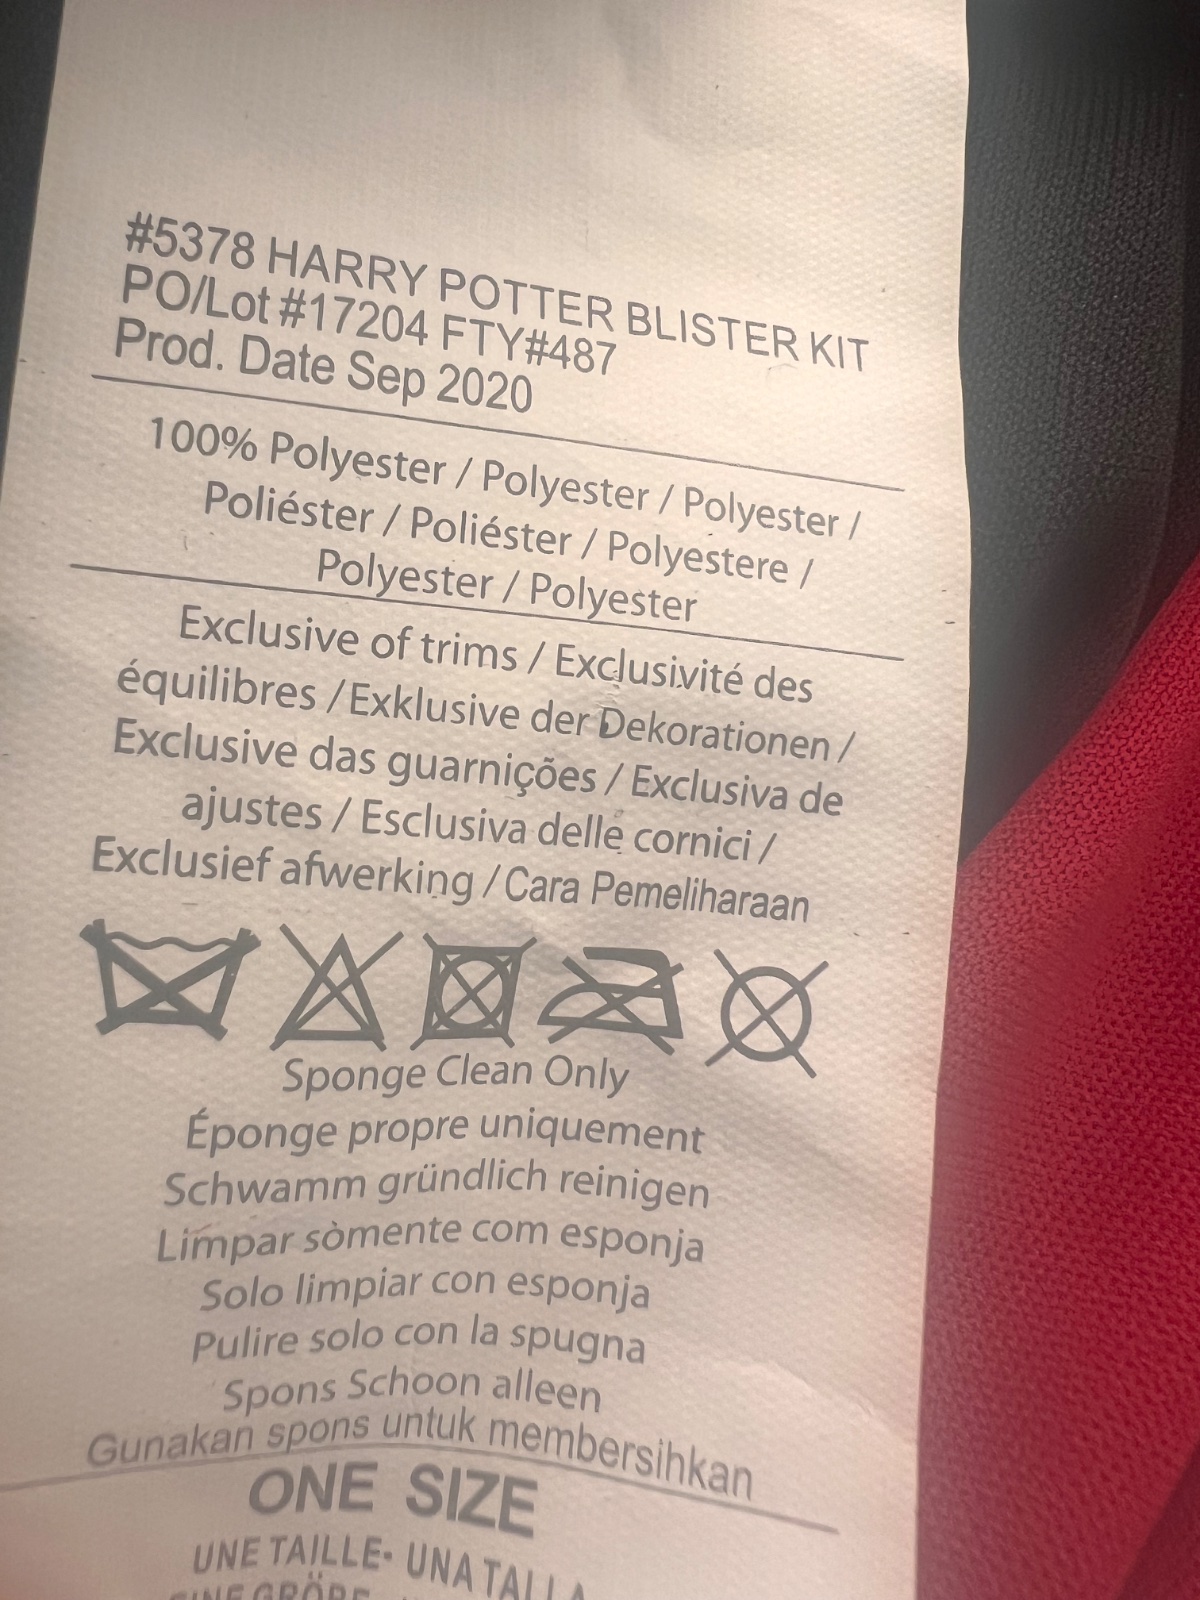 #5378 HARRY POTTER BLISTER KIT
PO/Lot #17204 FTY#487
Prod. Date Sep 2020
100% Polyester / Polyester / Polyester /
Poliéster / Poliéster / Polyestere /
Polyester / Polyester
Exclusive of trims / Exclusivité des
équilibres / Exklusive der Dekorationen /
Exclusive das guarnições / Exclusiva de
ajustes / Esclusiva delle cornici /
Exclusief afwerking / Cara Pemeliharaan
Sponge Clean Only
Éponge propre uniquement
Schwamm gründlich reinigen
Limpar sòmente com esponja
Solo limpiar con esponja
Pulire solo con la spugna
Spons Schoon alleen
Gunakan spons untuk membersihkan
ONE SIZE
UNE TAILLE• UNA TALLA